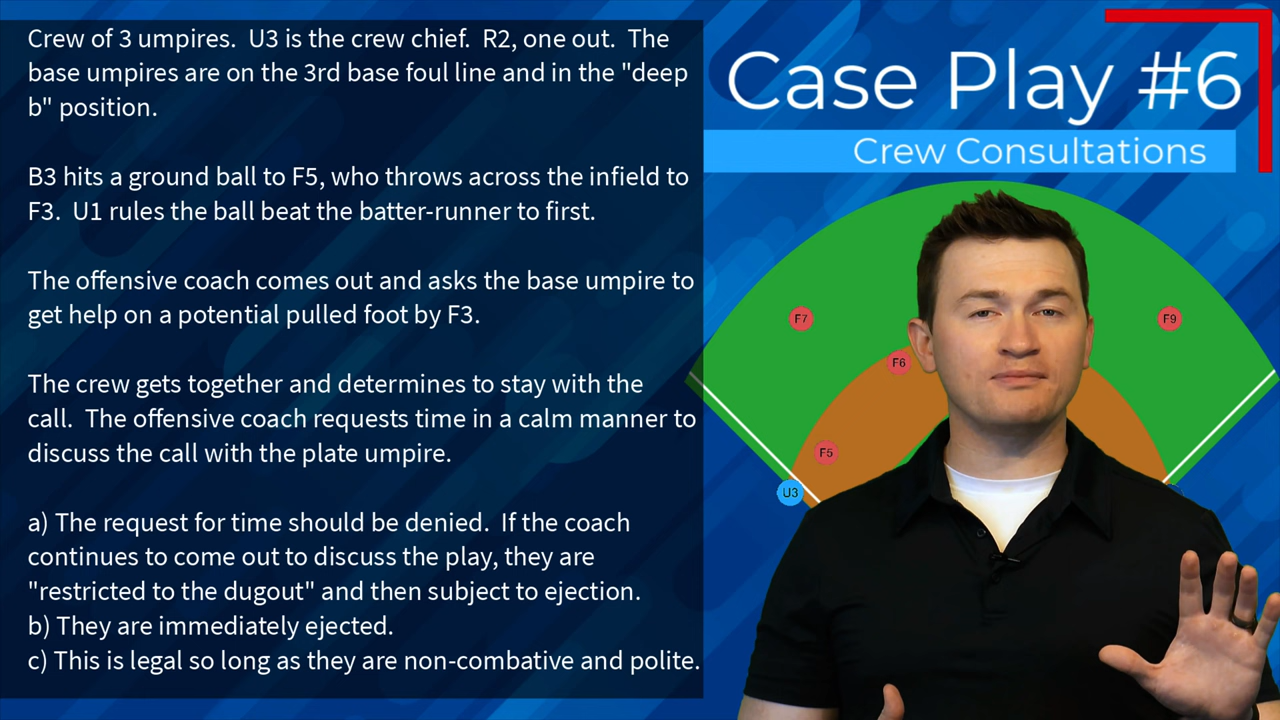 Crew of 3 umpires.  U3 is the crew chief.  R2, one out.  The
base umpires are on the 3rd base foul line and in the "deep
b" position.
B3 hits a ground ball to F5, who throws across the infield to
F3.  U1 rules the ball beat the batter-runner to first.
The offensive coach comes out and asks the base umpire to
get help on a potential pulled foot by F3.
The crew gets together and determines to stay with the
call.  The offensive coach requests time in a calm manner to
discuss the call with the plate umpire.
a) The request for time should be denied.  If the coach
continues to come out to discuss the play, they are
"restricted to the dugout" and then subject to ejection.
b) They are immediately ejected.
c) This is legal so long as they are non-combative and polite.
Case Play #6
Crew Consultations
F7
F9
F6
F5
U3